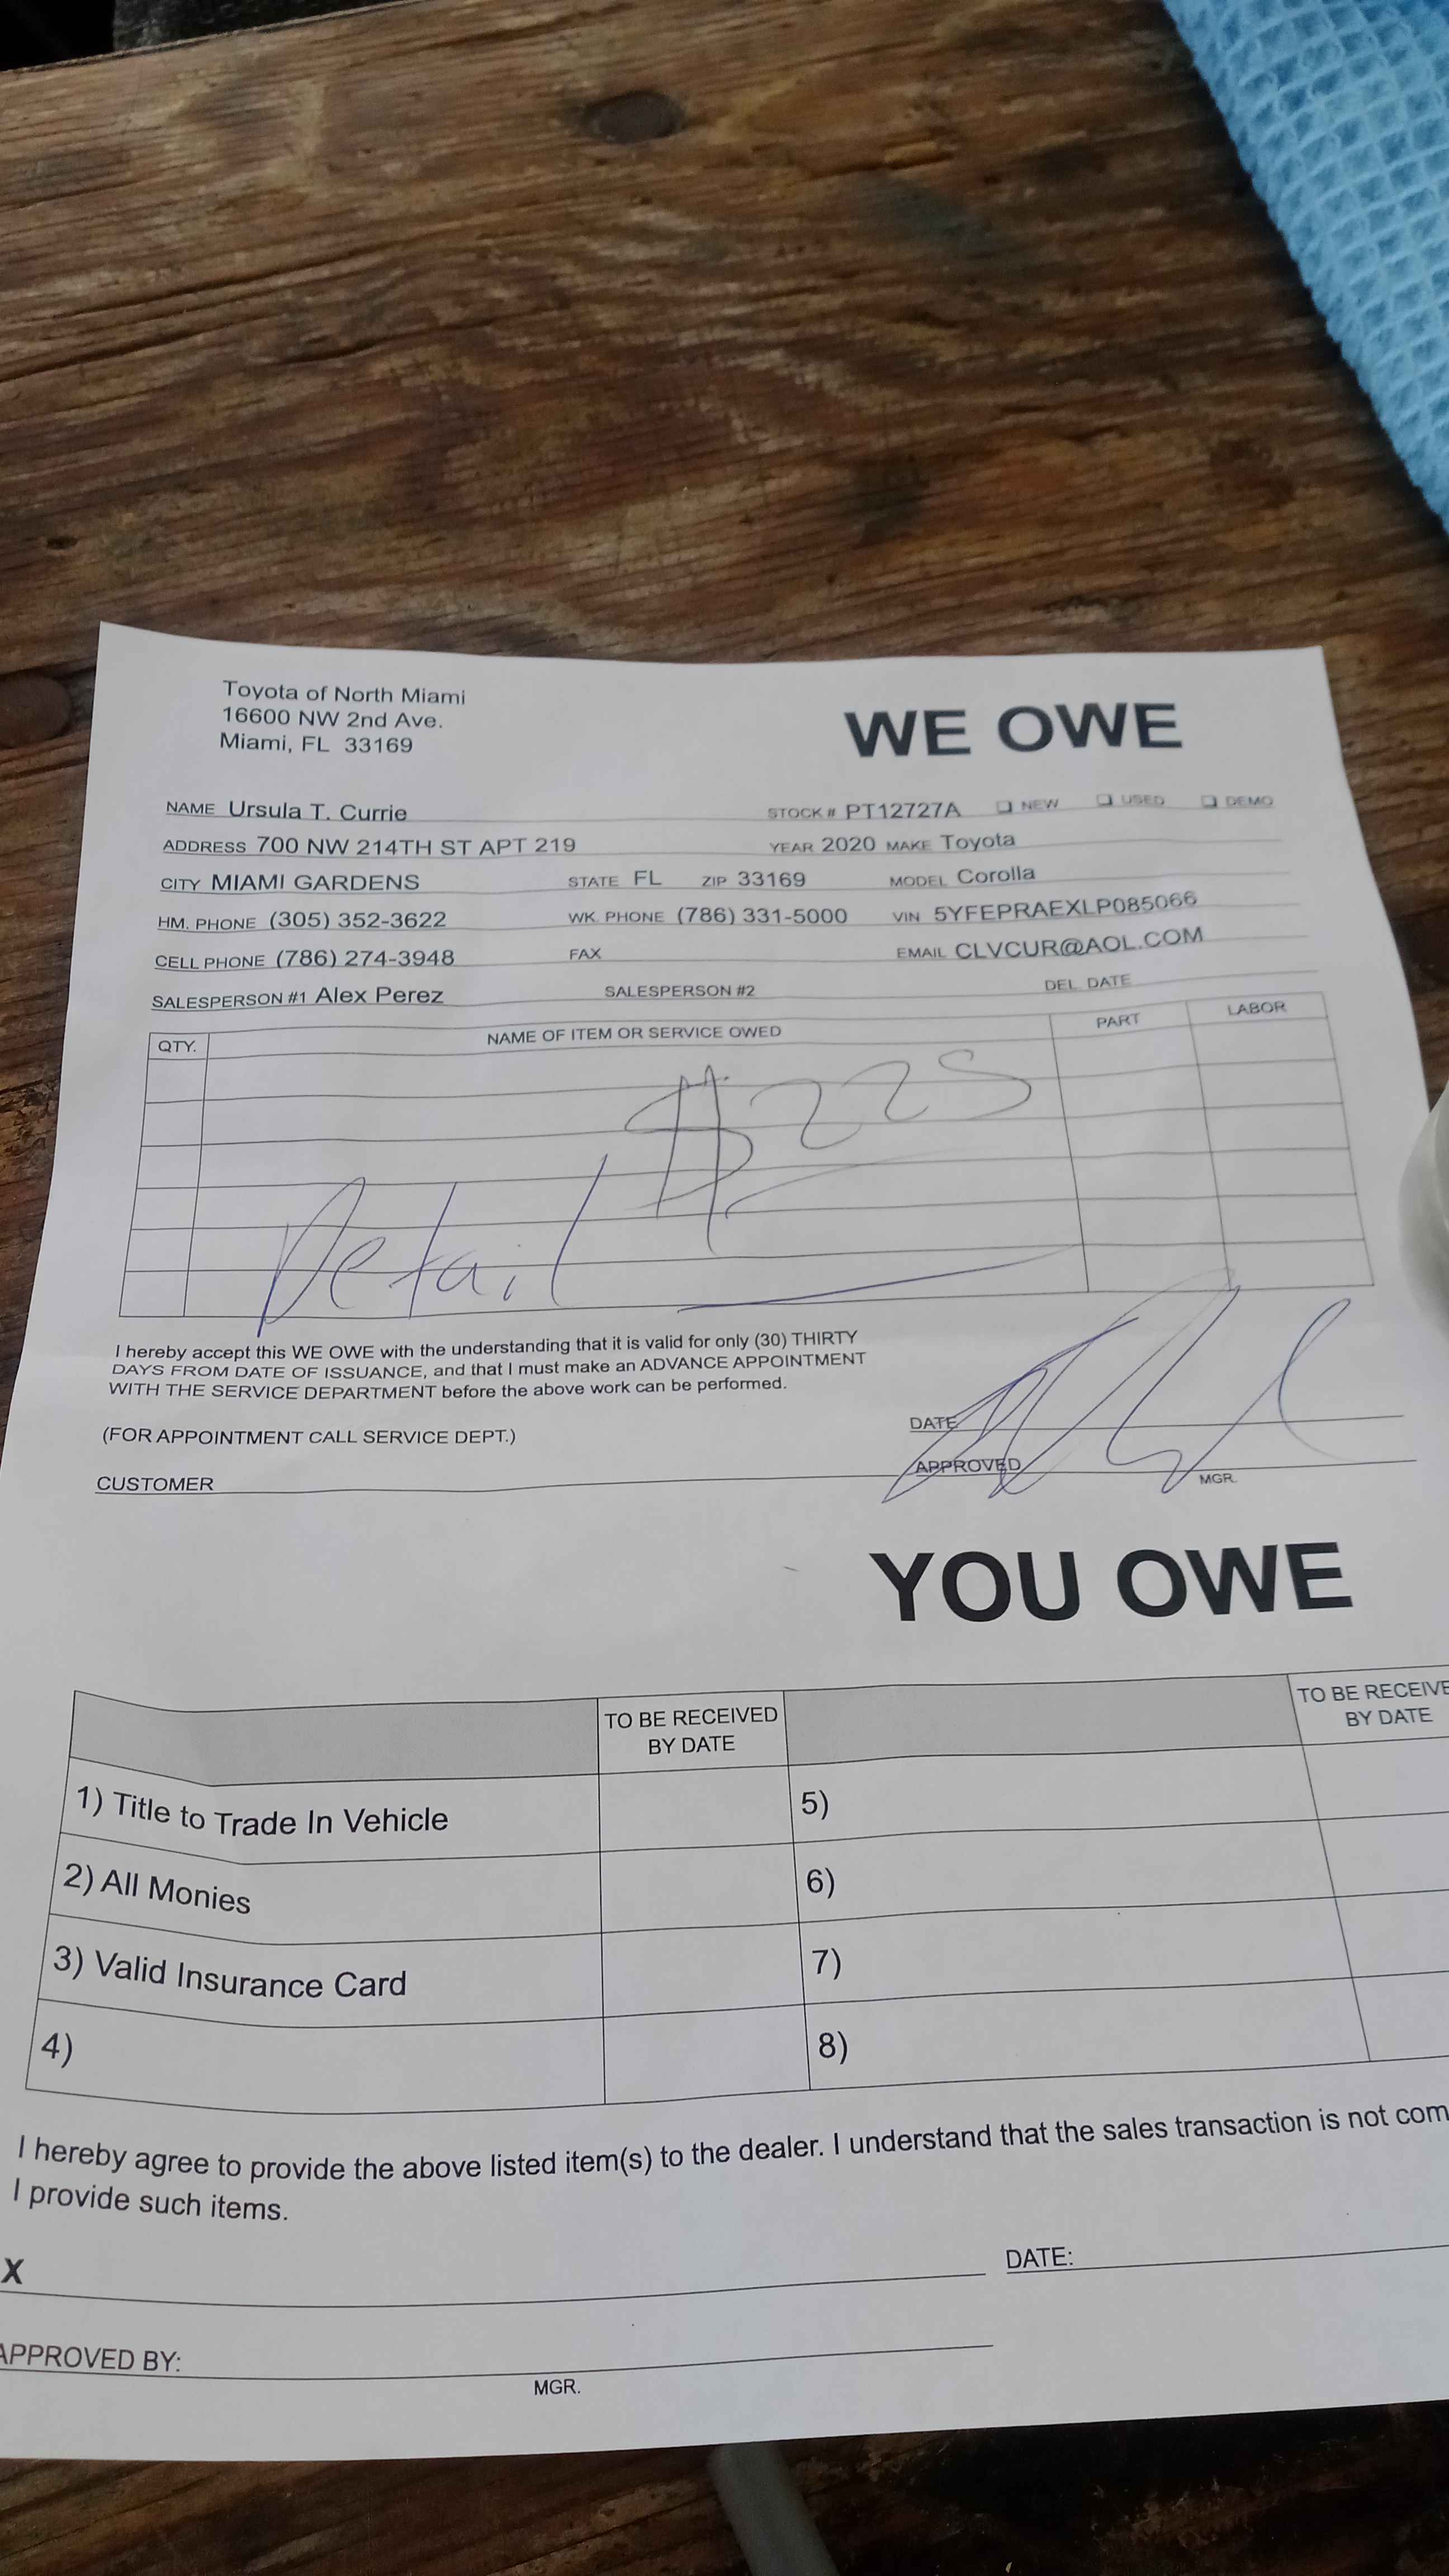 Toyota of North Miami
16600 NW 2nd Ave.
Miami, FL 33169
WE OWE
NAME Ursula T. Currie STOCK # PT12727A ❑ NEW ❑ USED ❑ DEMO
ADDRESS 700 NW 214TH ST APT 219 YEAR 2020 MAKE Toyota
CITY MIAMI GARDENS STATE FL ZIP 33169 MODEL Corolla
HM. PHONE (305) 352-3622 WK. PHONE (786) 331-5000 VIN 5YFEPRAEXLP085066
CELL PHONE (786) 274-3948 FAX EMAIL CLVCUR@AOL.COM
SALESPERSON #1 Alex Perez SALESPERSON #2 DEL. DATE
QTY. NAME OF ITEM OR SERVICE OWED PART LABOR
$225
Detail
I hereby accept this WE OWE with the understanding that it is valid for only (30) THIRTY
DAYS FROM DATE OF ISSUANCE, and that I must make an ADVANCE APPOINTMENT
WITH THE SERVICE DEPARTMENT before the above work can be performed.
DATE
(FOR APPOINTMENT CALL SERVICE DEPT.)
CUSTOMER APPROVED MGR.
YOU OWE
TO BE RECEIVED BY DATE TO BE RECEIVE BY DATE
1) Title to Trade In Vehicle 5)
2) All Monies 6)
3) Valid Insurance Card 7)
4) 8)
I hereby agree to provide the above listed item(s) to the dealer. I understand that the sales transaction is not com
I provide such items.
X DATE:
APPROVED BY:
MGR.